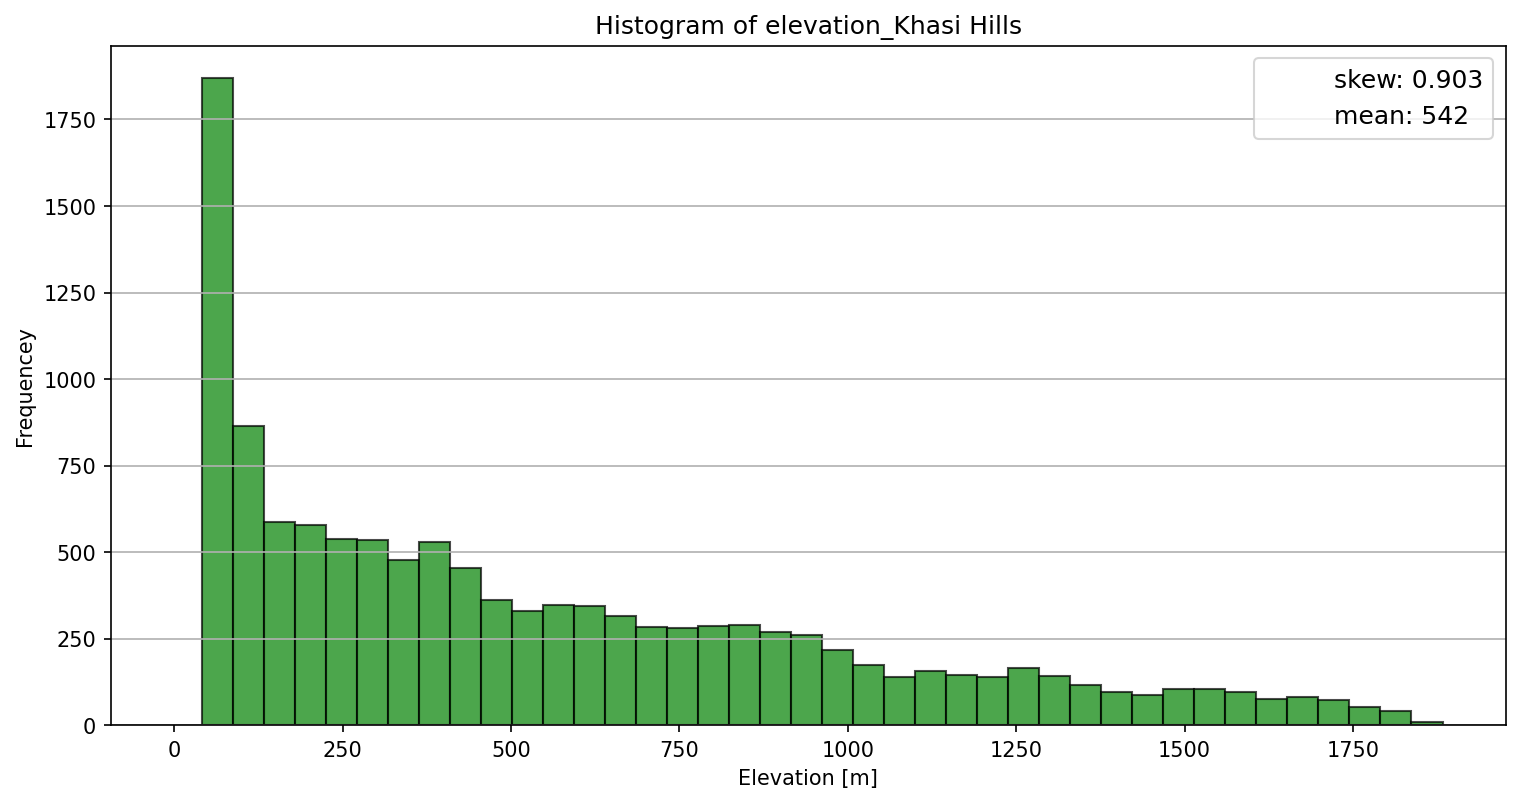 Histogram of elevation_Khasi Hills
skew: 0.903
mean: 542
1750
1500
1250
1000
750
500
250
0
Frequencey
0 250 500 750 1000 1250 1500 1750
Elevation [m]